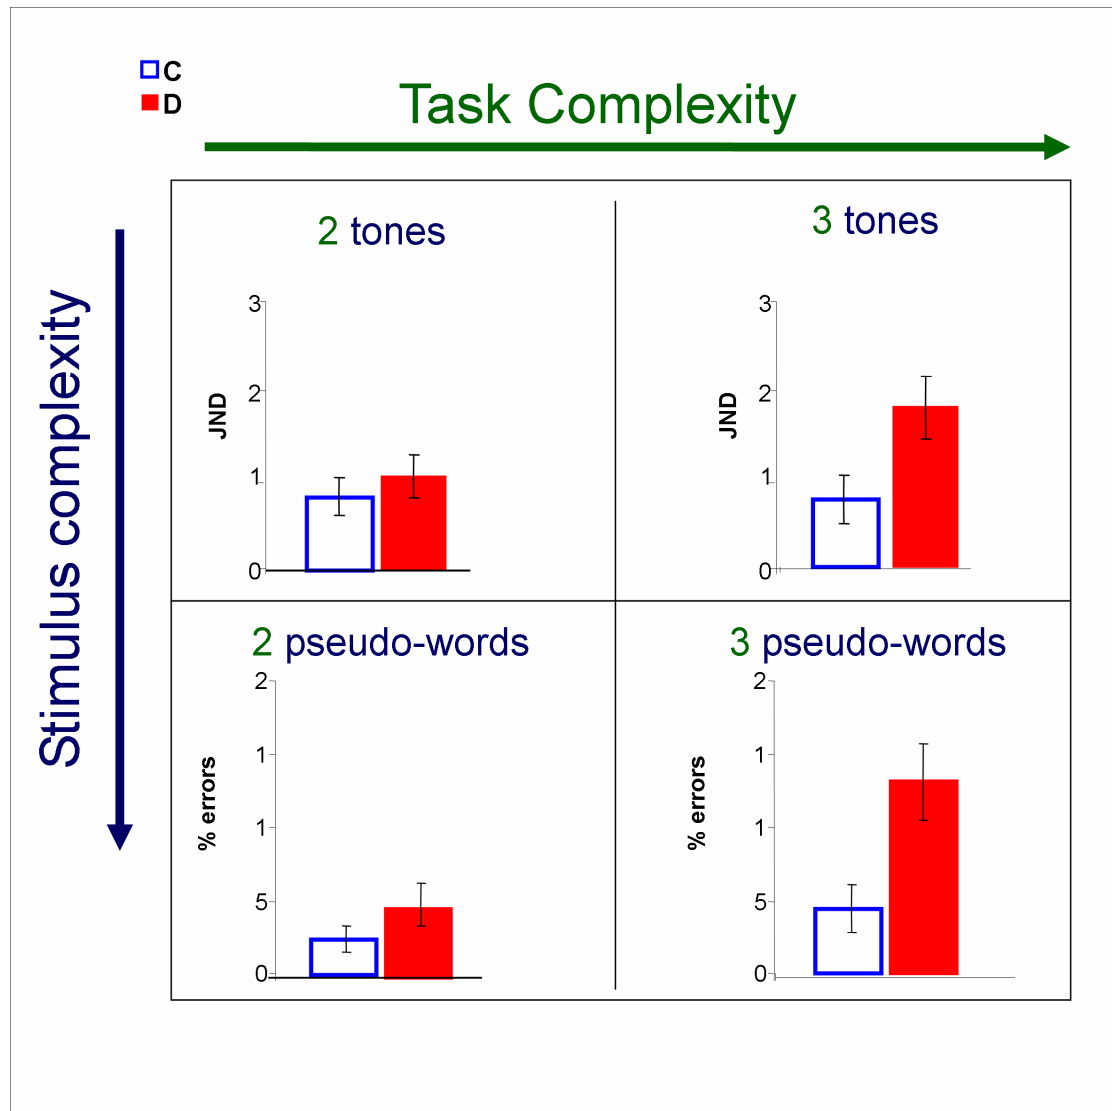 C
D
Task Complexity
Stimulus complexity
2 tones
3
2
1
0
JND
3 tones
3
2
1
0
JND
2 pseudo-words
2
1
1
5
0
% errors
3 pseudo-words
2
1
1
5
0
% errors